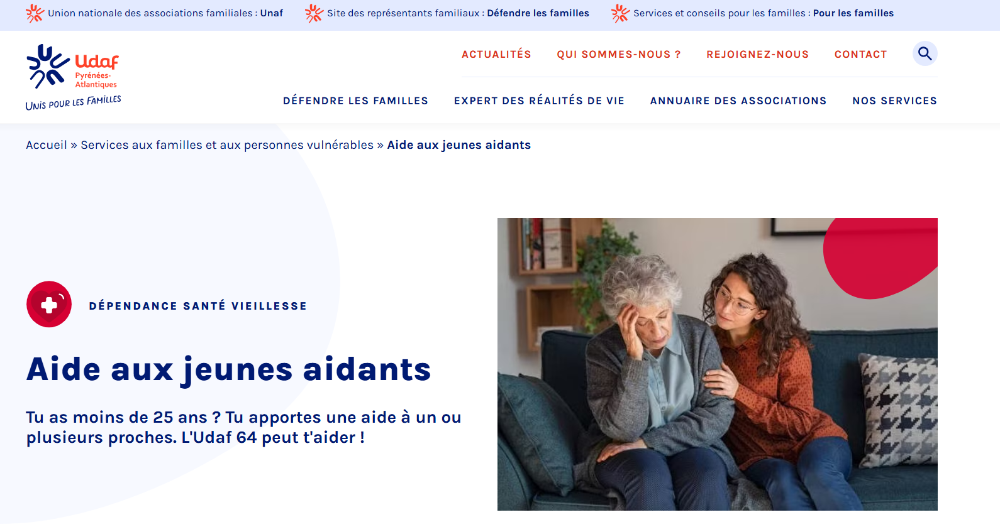 Union nationale des associations familiales : Unaf
Site des représentants familiaux : Défendre les familles
Services et conseils pour les familles : Pour les familles
Udaf
Pyrénées-
Atlantiques
Unis pour les Familles
ACTUALITÉS
QUI SOMMES-NOUS ?
REJOIGNEZ-NOUS
CONTACT
DÉFENDRE LES FAMILLES
EXPERT DES RÉALITÉS DE VIE
ANNUAIRE DES ASSOCIATIONS
NOS SERVICES
Accueil » Services aux familles et aux personnes vulnérables » Aide aux jeunes aidants
DÉPENDANCE SANTÉ VIEILLESSE
Aide aux jeunes aidants
Tu as moins de 25 ans ? Tu apportes une aide à un ou
plusieurs proches. L'Udaf 64 peut t'aider !